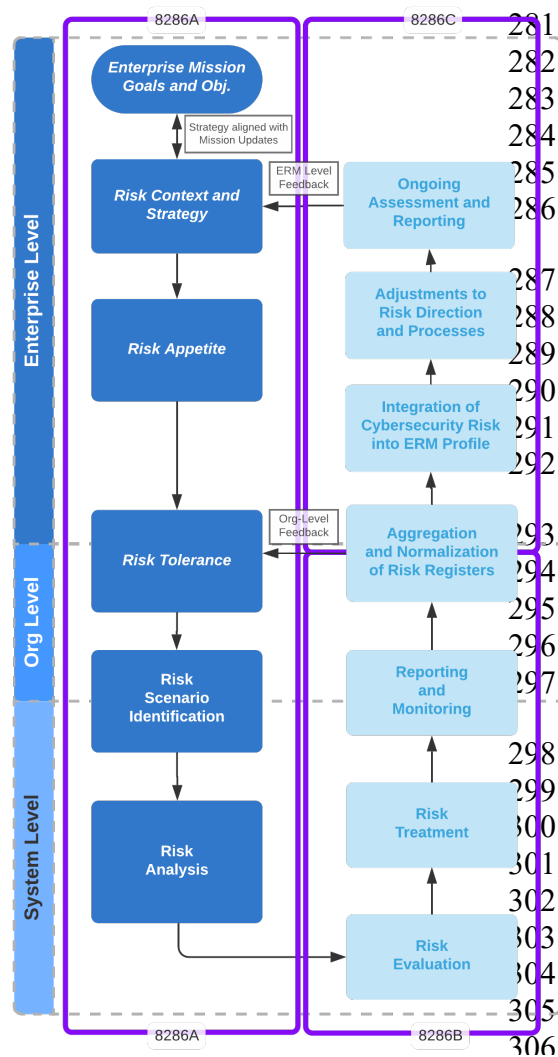 8286A
8286C
281
282
283
284
285
286
287
288
289
290
291
292
293
294
295
296
297
298
299
300
301
302
303
304
305
306
Enterprise Level
Org Level
System Level
Enterprise Mission
Goals and Obj.
Strategy aligned with
Mission Updates
Risk Context and
Strategy
ERM Level
Feedback
Risk Appetite
Risk Tolerance
Org-Level
Feedback
Risk
Scenario
Identification
Risk
Analysis
Ongoing
Assessment and
Reporting
Adjustments to
Risk Direction
and Processes
Integration of
Cybersecurity Risk
into ERM Profile
Aggregation
and Normalization
of Risk Registers
Reporting
and
Monitoring
Risk
Treatment
Risk
Evaluation
8286A
8286B